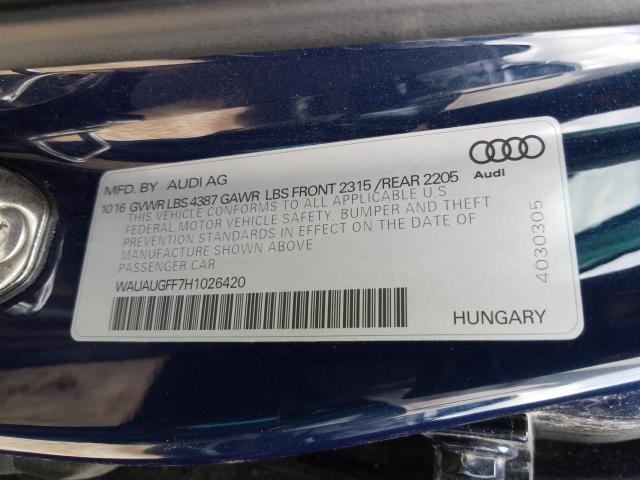 MFD. BY AUDI AG
Audi
1016 GVWR LBS 4387 GAWR LBS FRONT 2315 /REAR 2205
THIS VEHICLE CONFORMS TO ALL APPLICABLE U S
FEDERAL MOTOR VEHICLE SAFETY, BUMPER AND THEFT
PREVENTION STANDARDS IN EFFECT ON THE DATE OF
MANUFACTURE SHOWN ABOVE
PASSENGER CAR
WAUAUGFF7H1026420
HUNGARY
4030305